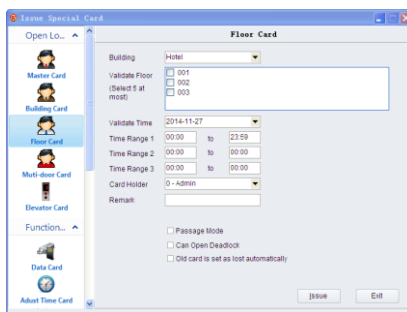 Issue Special Card
Open Lo...
Master Card
Building Card
Floor Card
Muti-door Card
Elevator Card
Function...
Data Card
Adust Time Card
Floor Card
Building Hotel
Validate Floor
(Select 5 at
most)
001
002
003
Validate Time 2014-11-27
Time Range 1 00:00 to 23:59
Time Range 2 00:00 to 00:00
Time Range 3 00:00 to 00:00
Card Holder 0 - Admin
Remark
Passage Mode
Can Open Deadlock
Old card is set as lost automatically
Issue Exit